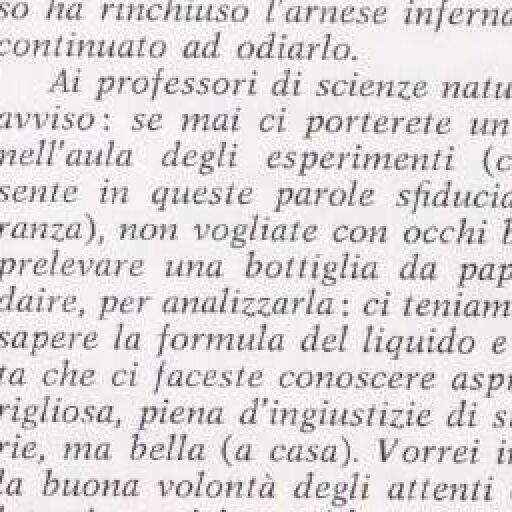 so ha rinchiuso l'arnese inferna
continuato ad odiarlo.
Ai professori di scienze natu
avviso: se mai ci porterete un
nell'aula degli esperimenti (c
sente in queste parole sfiducia
ranza), non vogliate con occhi b
prelevare una bottiglia da pap
daire, per analizzarla: ci teniam
sapere la formula del liquido e
ta che ci faceste conoscere asp
rigliosa, piena d'ingiustizie di s
rie, ma bella (a casa). Vorrei i
la buona volontà degli attenti